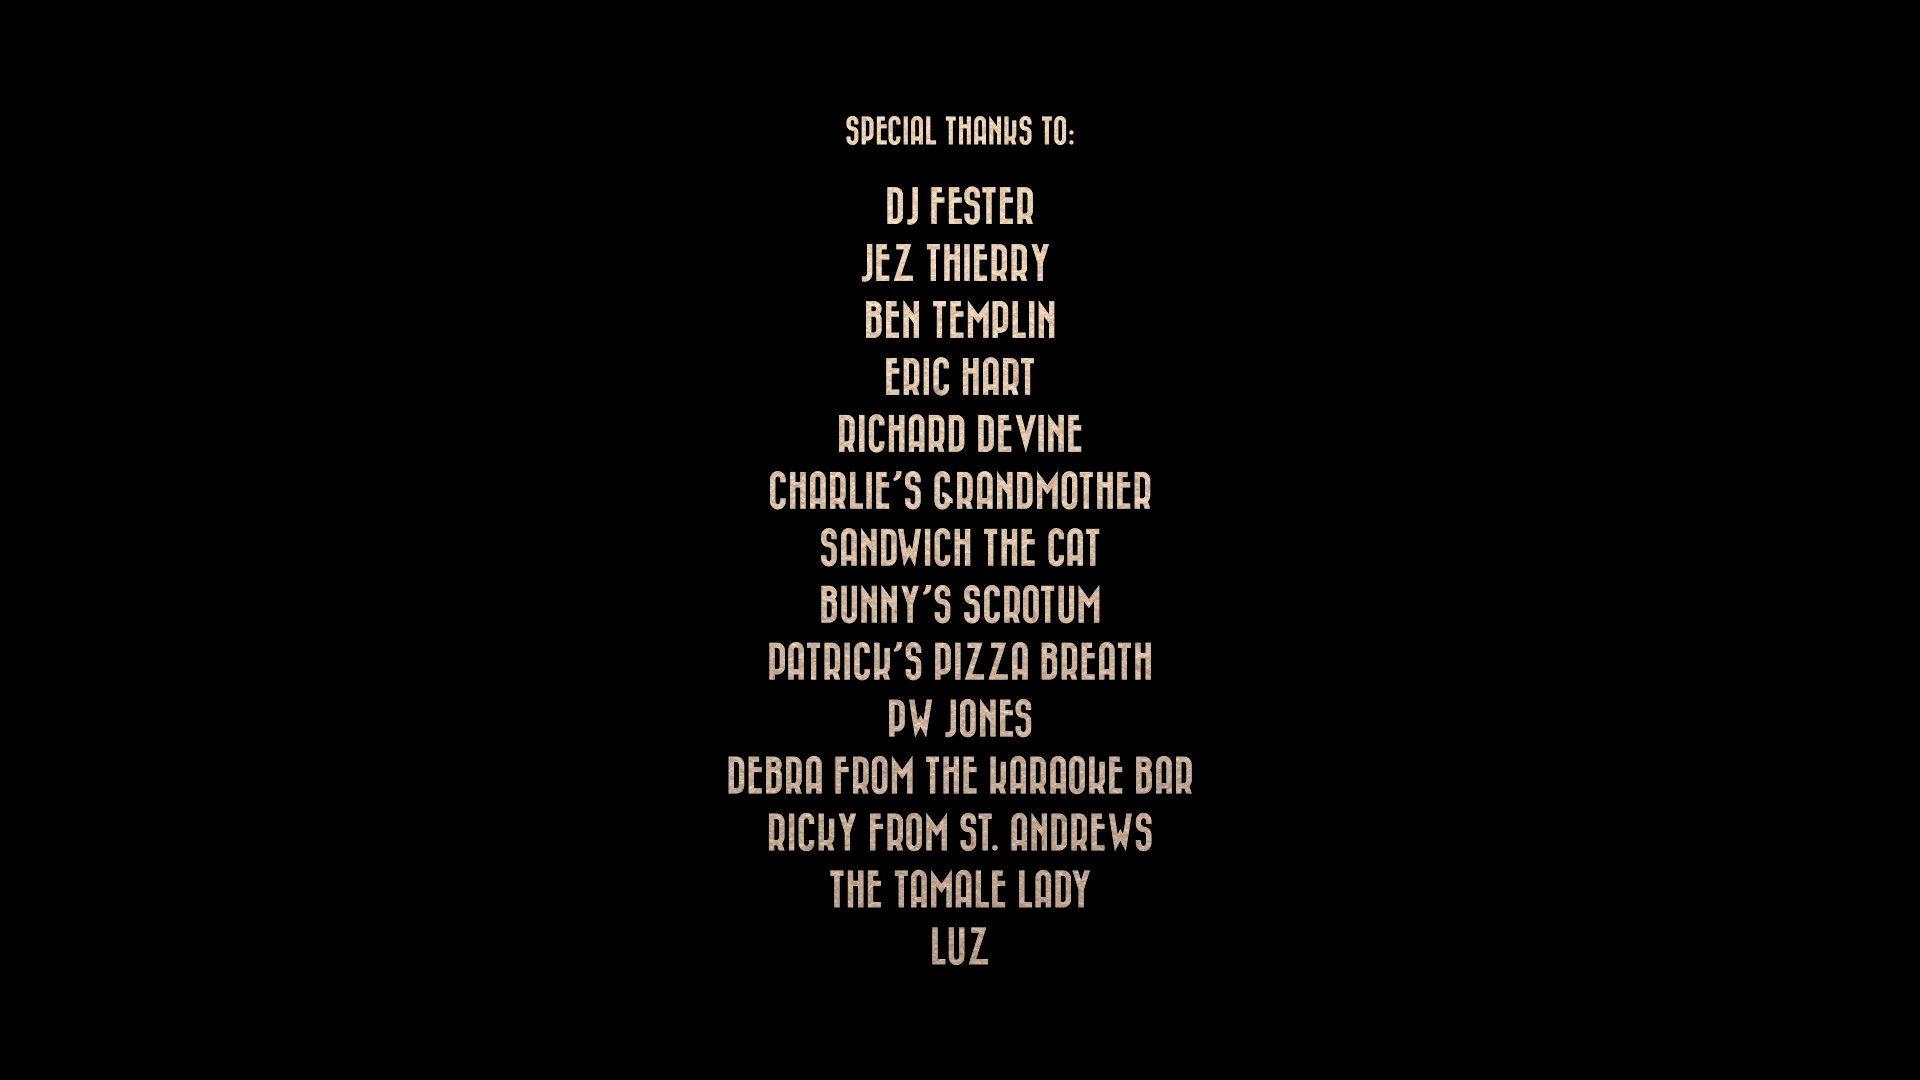 SPECIAL THANKS TO:
DJ FESTER
JEZ THIERRY
BEN TEMPLIN
ERIC HART
RICHARD DEVINE
CHARLIE'S GRANDMOTHER
SANDWICH THE CAT
BUNNY'S SCROTUM
PATRICK'S PIZZA BREATH
PW JONES
DEBRA FROM THE KARAOKE BAR
RICKY FROM ST. ANDREWS
THE TAMALE LADY
LUZ